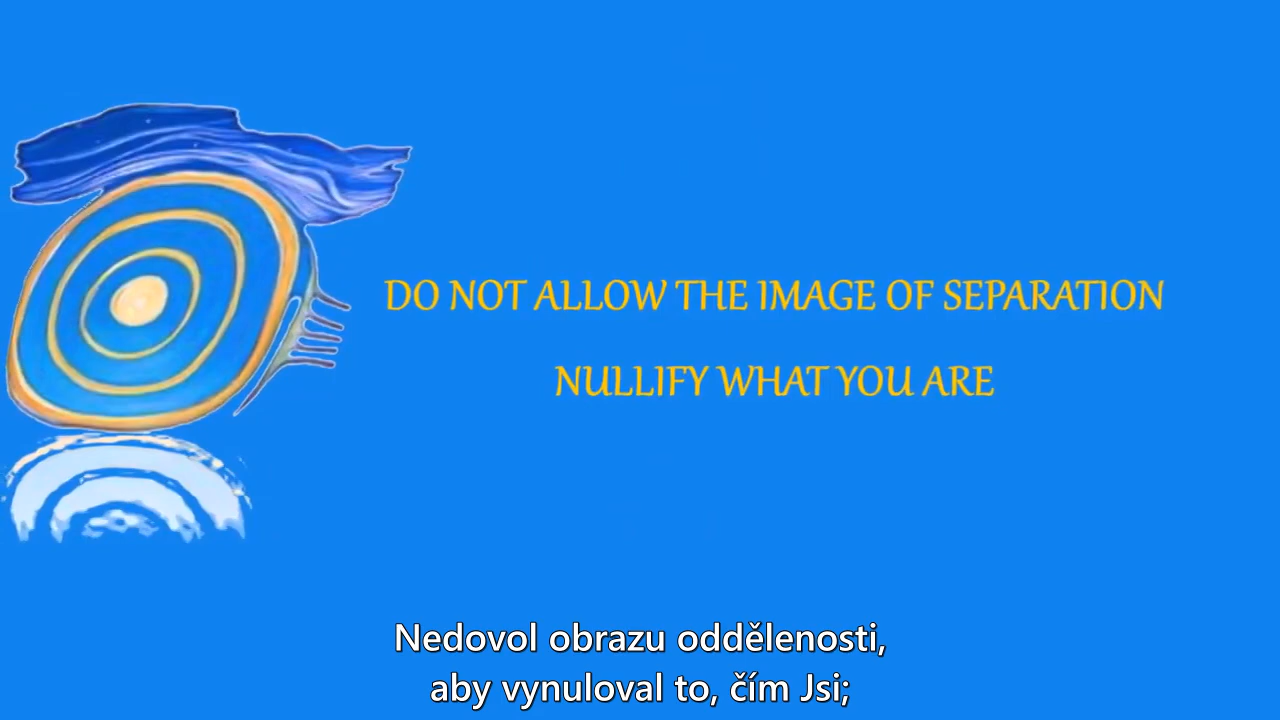 DO NOT ALLOW THE IMAGE OF SEPARATION
NULLIFY WHAT YOU ARE
Nedovol obrazu oddělenosti,
aby vynuloval to, čím Jsi;